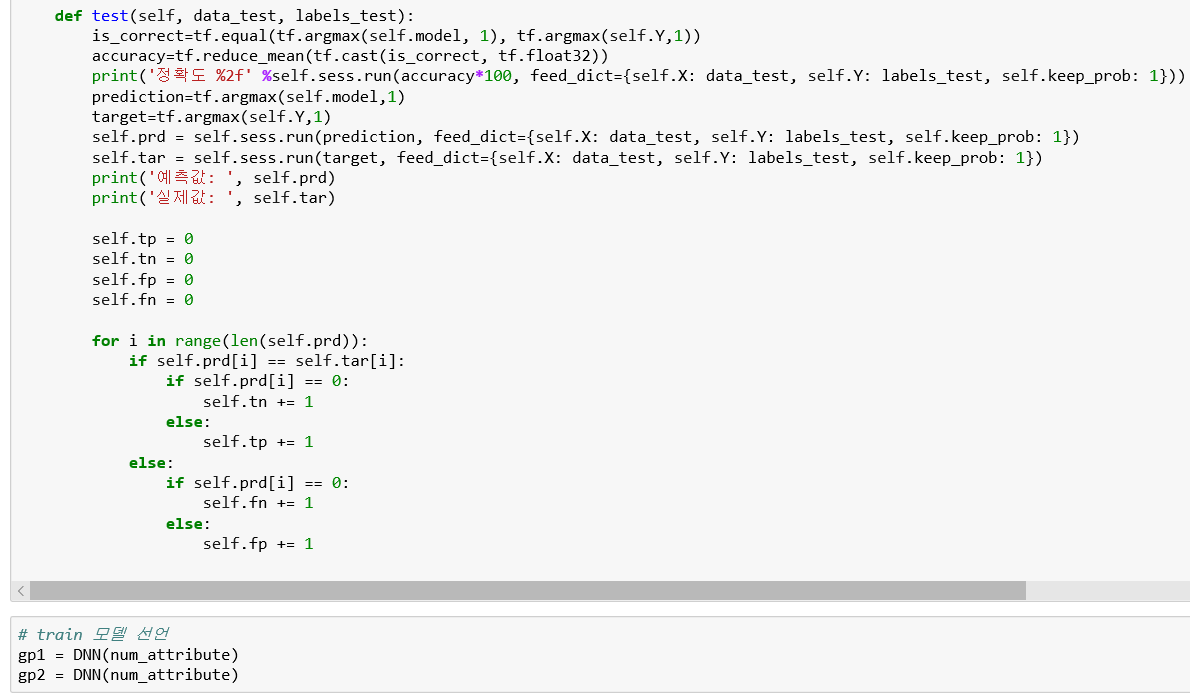 def test(self, data_test, labels_test):
is_correct=tf.equal(tf.argmax(self.model, 1), tf.argmax(self.Y,1))
accuracy=tf.reduce_mean(tf.cast(is_correct, tf.float32))
print('정확도 %2f' %self.sess.run(accuracy*100, feed_dict={self.X: data_test, self.Y: labels_test, self.keep_prob: 1}))
prediction=tf.argmax(self.model,1)
target=tf.argmax(self.Y,1)
self.prd = self.sess.run(prediction, feed_dict={self.X: data_test, self.Y: labels_test, self.keep_prob: 1})
self.tar = self.sess.run(target, feed_dict={self.X: data_test, self.Y: labels_test, self.keep_prob: 1})
print('예측값: ', self.prd)
print('실제값: ', self.tar)
self.tp = 0
self.tn = 0
self.fp = 0
self.fn = 0
for i in range(len(self.prd)):
if self.prd[i] == self.tar[i]:
if self.prd[i] == 0:
self.tn += 1
else:
self.tp += 1
else:
if self.prd[i] == 0:
self.fn += 1
else:
self.fp += 1
# train 모델 선언
gp1 = DNN(num_attribute)
gp2 = DNN(num_attribute)